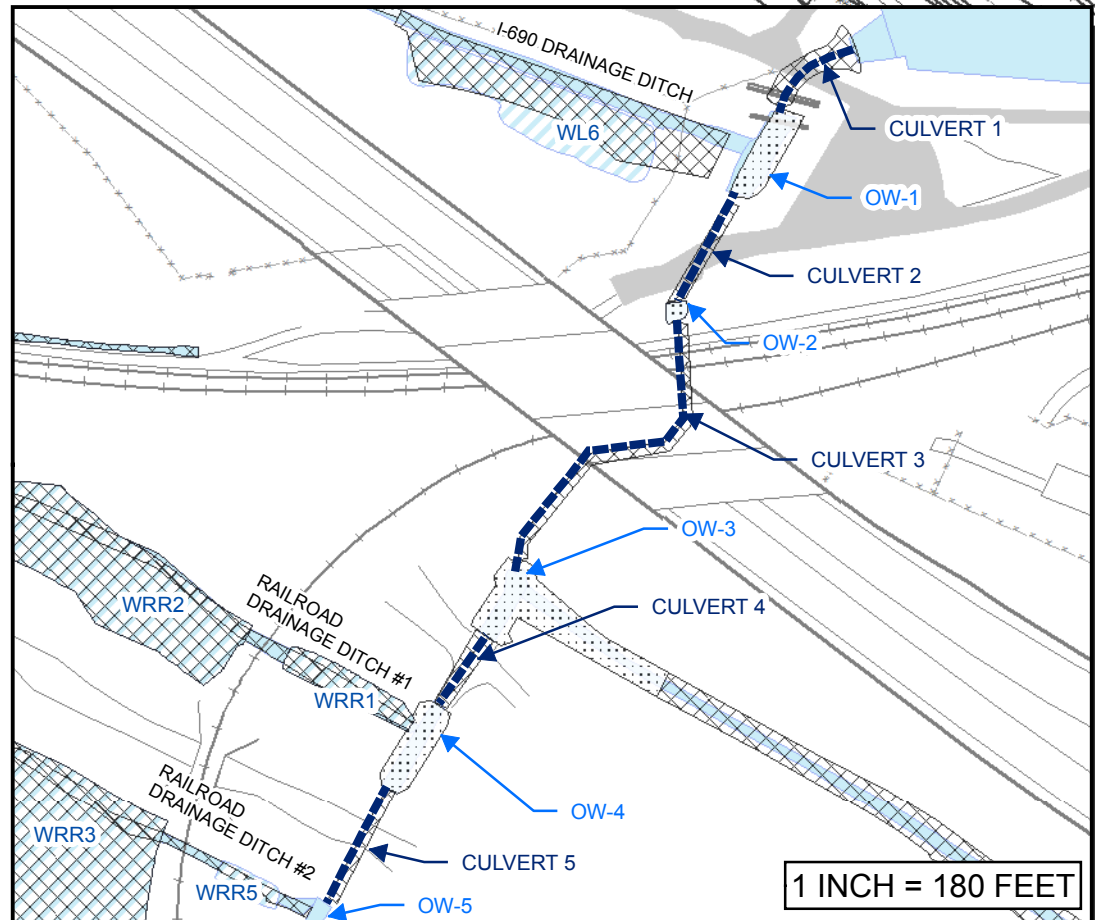 I-690 DRAINAGE DITCH
CULVERT 1
WL6
OW-1
CULVERT 2
OW-2
CULVERT 3
OW-3
RAILROAD
DRAINAGE DITCH #1
WRR2
CULVERT 4
WRR1
RAILROAD
DRAINAGE DITCH #2
OW-4
WRR3
CULVERT 5
WRR5
OW-5
1 INCH = 180 FEET